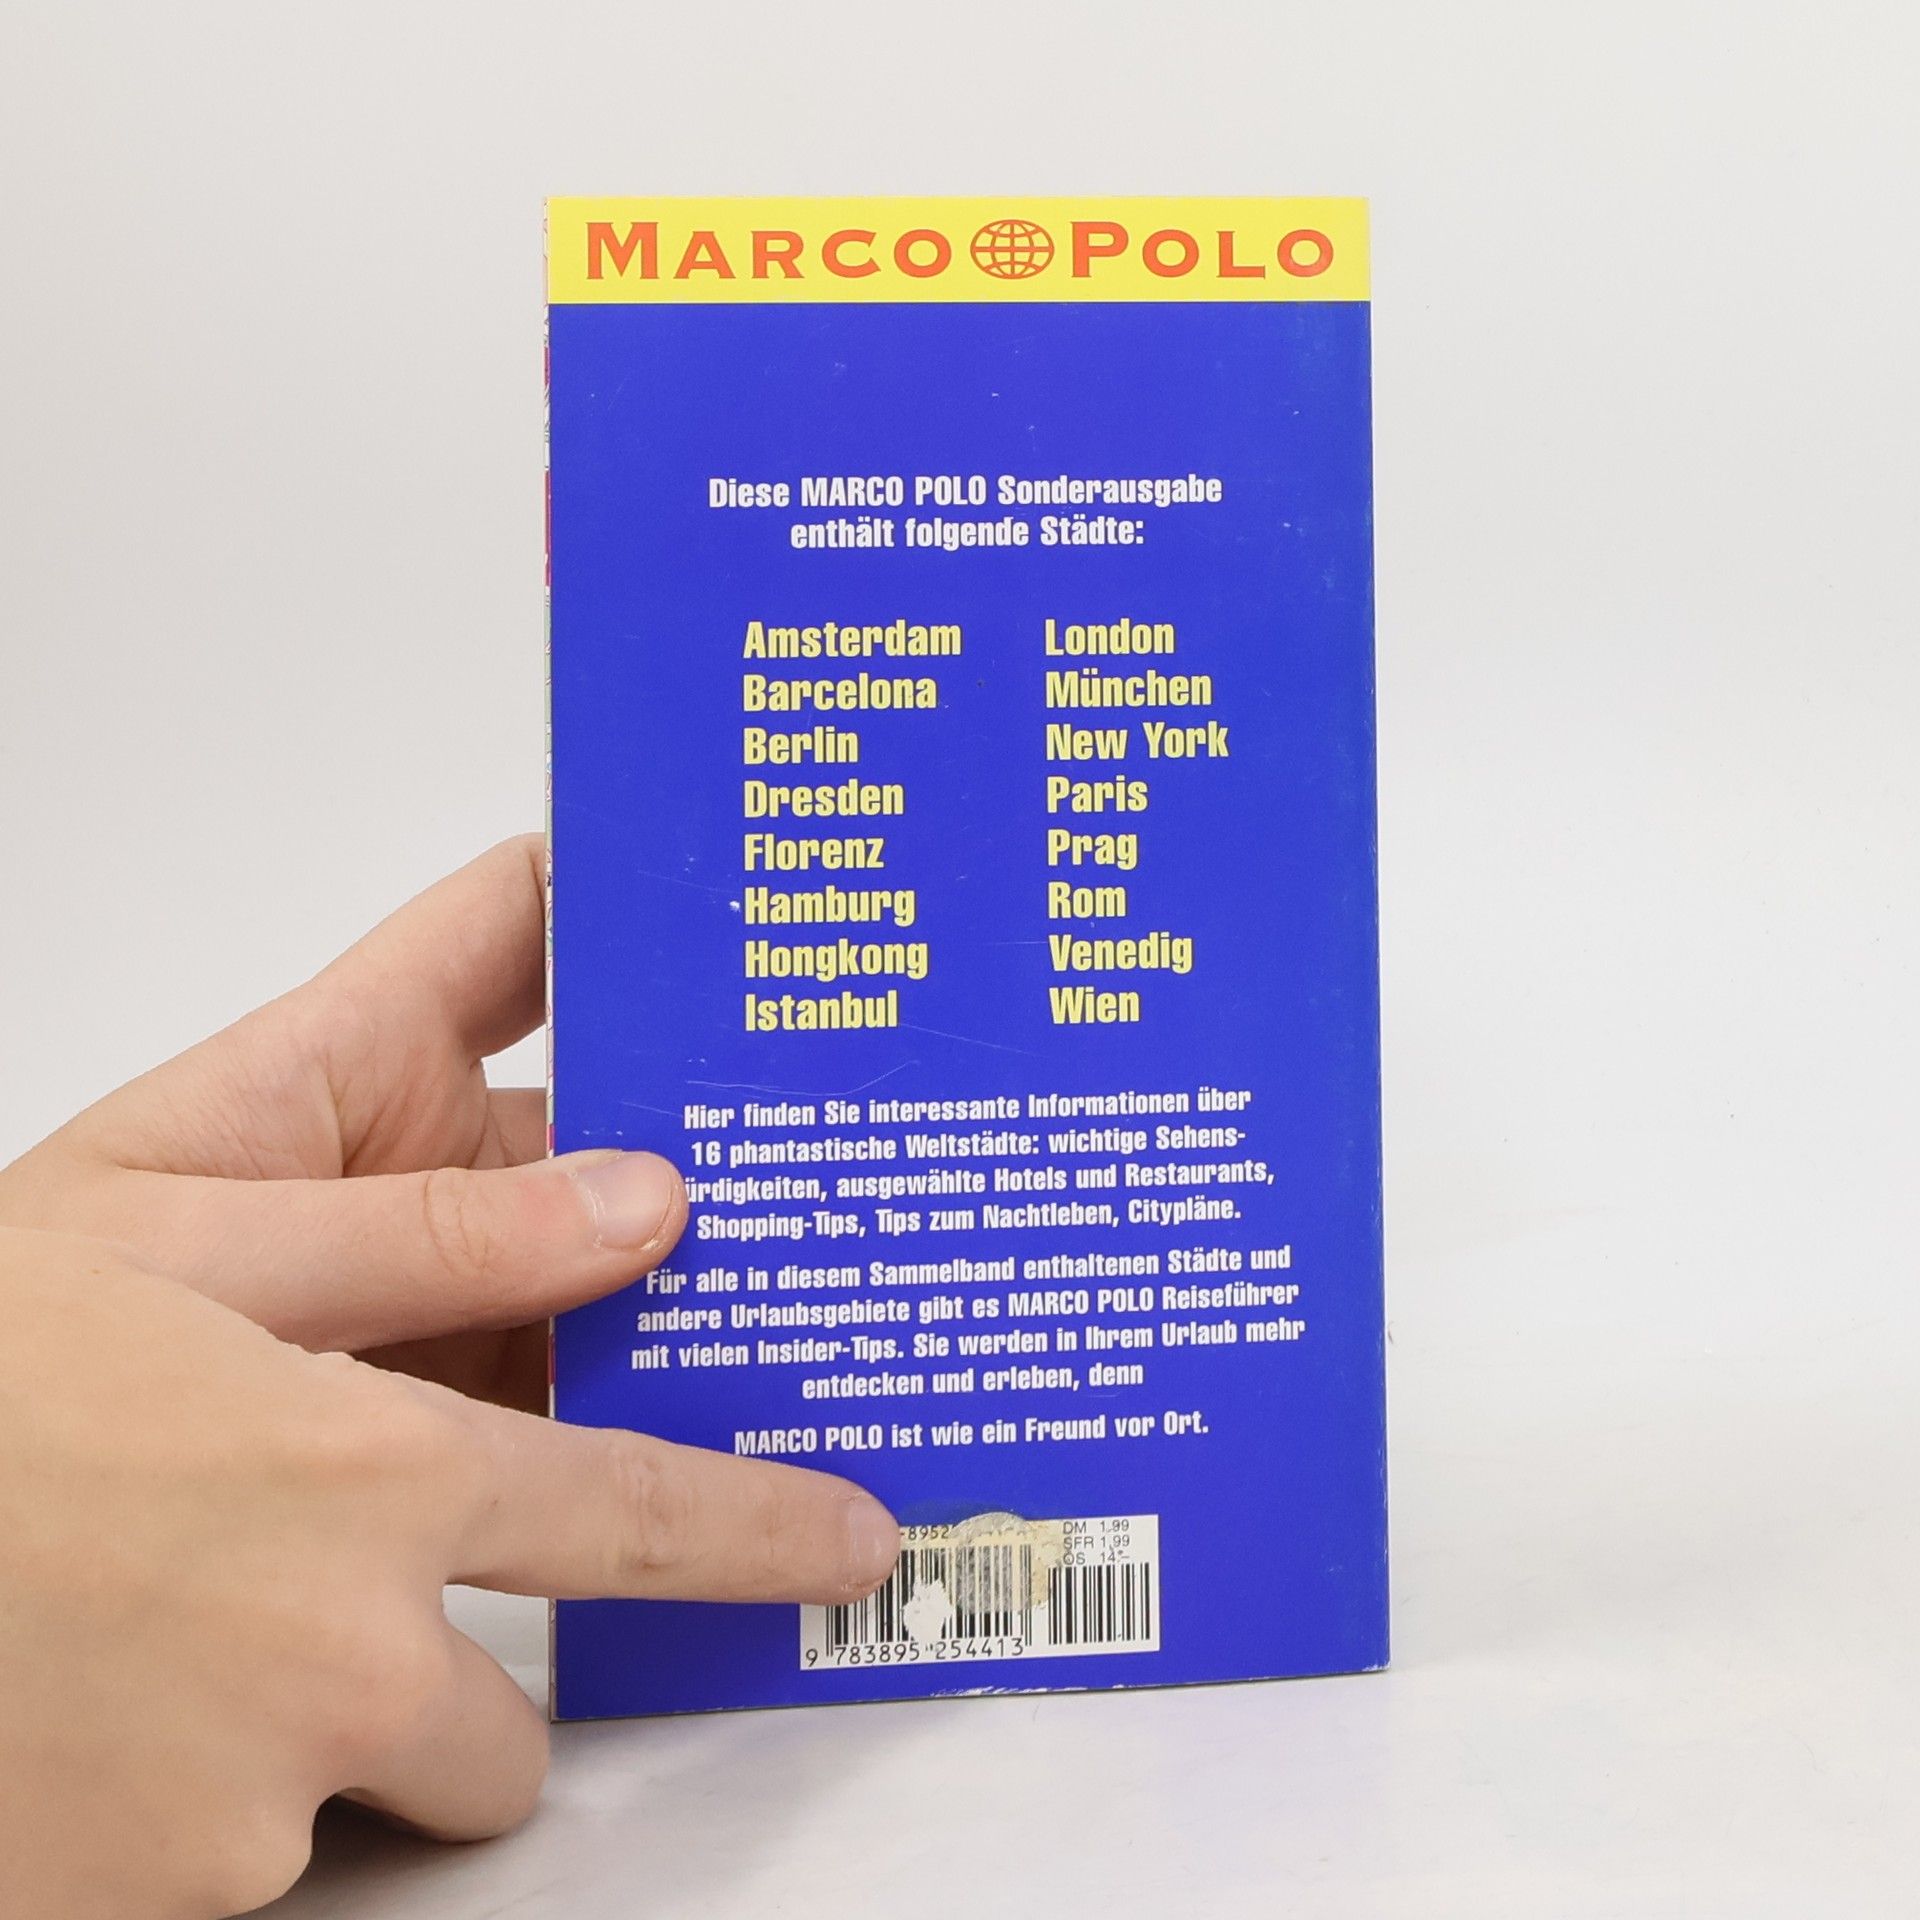 MARCO POLO
Diese MARCO POLO Sonderausgabe
enthält folgende Städte:
Amsterdam
Barcelona
Berlin
Dresden
Florenz
Hamburg
Hongkong
Istanbul
London
München
New York
Paris
Prag
Rom
Venedig
Wien
Hier finden Sie interessante Informationen über
16 phantastische Weltstädte: wichtige Sehens-
ürdigkeiten, ausgewählte Hotels und Restaurants,
Shopping-Tips, Tips zum Nachtleben, Citypläne.
Für alle in diesem Sammelband enthaltenen Städte und
andere Urlaubsgebiete gibt es MARCO POLO Reiseführer
mit vielen Insider-Tips. Sie werden in Ihrem Urlaub mehr
entdecken und erleben, denn
MARCO POLO ist wie ein Freund vor Ort.
-8952
DM 1.99
SFR 1,99
ÖS 14,-
9 783895 254413